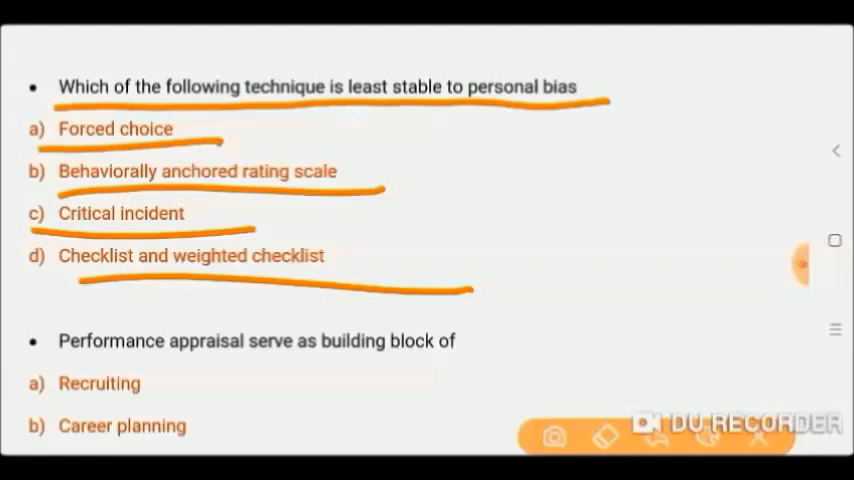 • Which of the following technique is least stable to personal bias
a) Forced choice
b) Behaviorally anchored rating scale
c) Critical incident
d) Checklist and weighted checklist
• Performance appraisal serve as building block of
a) Recruiting
b) Career planning
DU RECORDER